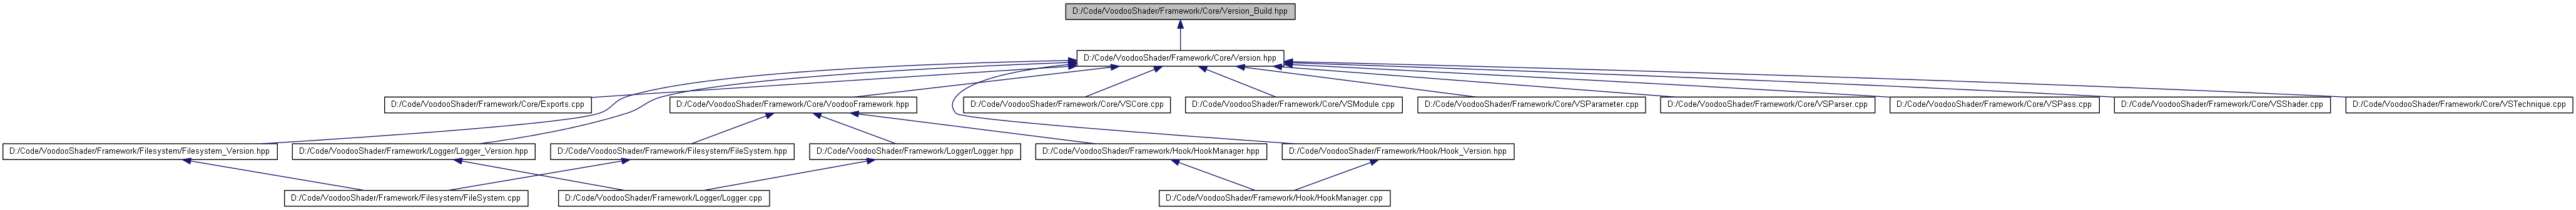 D:/Code/VoodooShader/Framework/Core/Version_Build.hpp
D:/Code/VoodooShader/Framework/Core/Version.hpp
D:/Code/VoodooShader/Framework/Core/Exports.cpp
D:/Code/VoodooShader/Framework/Core/VoodooFramework.hpp
D:/Code/VoodooShader/Framework/Core/VSCore.cpp
D:/Code/VoodooShader/Framework/Core/VSModule.cpp
D:/Code/VoodooShader/Framework/Core/VSParameter.cpp
D:/Code/VoodooShader/Framework/Core/VSParser.cpp
D:/Code/VoodooShader/Framework/Core/VSPass.cpp
D:/Code/VoodooShader/Framework/Core/VSShader.cpp
D:/Code/VoodooShader/Framework/Core/VSTechnique.cpp
D:/Code/VoodooShader/Framework/Filesystem/Filesystem_Version.hpp
D:/Code/VoodooShader/Framework/Logger/Logger_Version.hpp
D:/Code/VoodooShader/Framework/Filesystem/FileSystem.hpp
D:/Code/VoodooShader/Framework/Logger/Logger.hpp
D:/Code/VoodooShader/Framework/Hook/HookManager.hpp
D:/Code/VoodooShader/Framework/Hook/Hook_Version.hpp
D:/Code/VoodooShader/Framework/Filesystem/FileSystem.cpp
D:/Code/VoodooShader/Framework/Logger/Logger.cpp
D:/Code/VoodooShader/Framework/Hook/HookManager.cpp